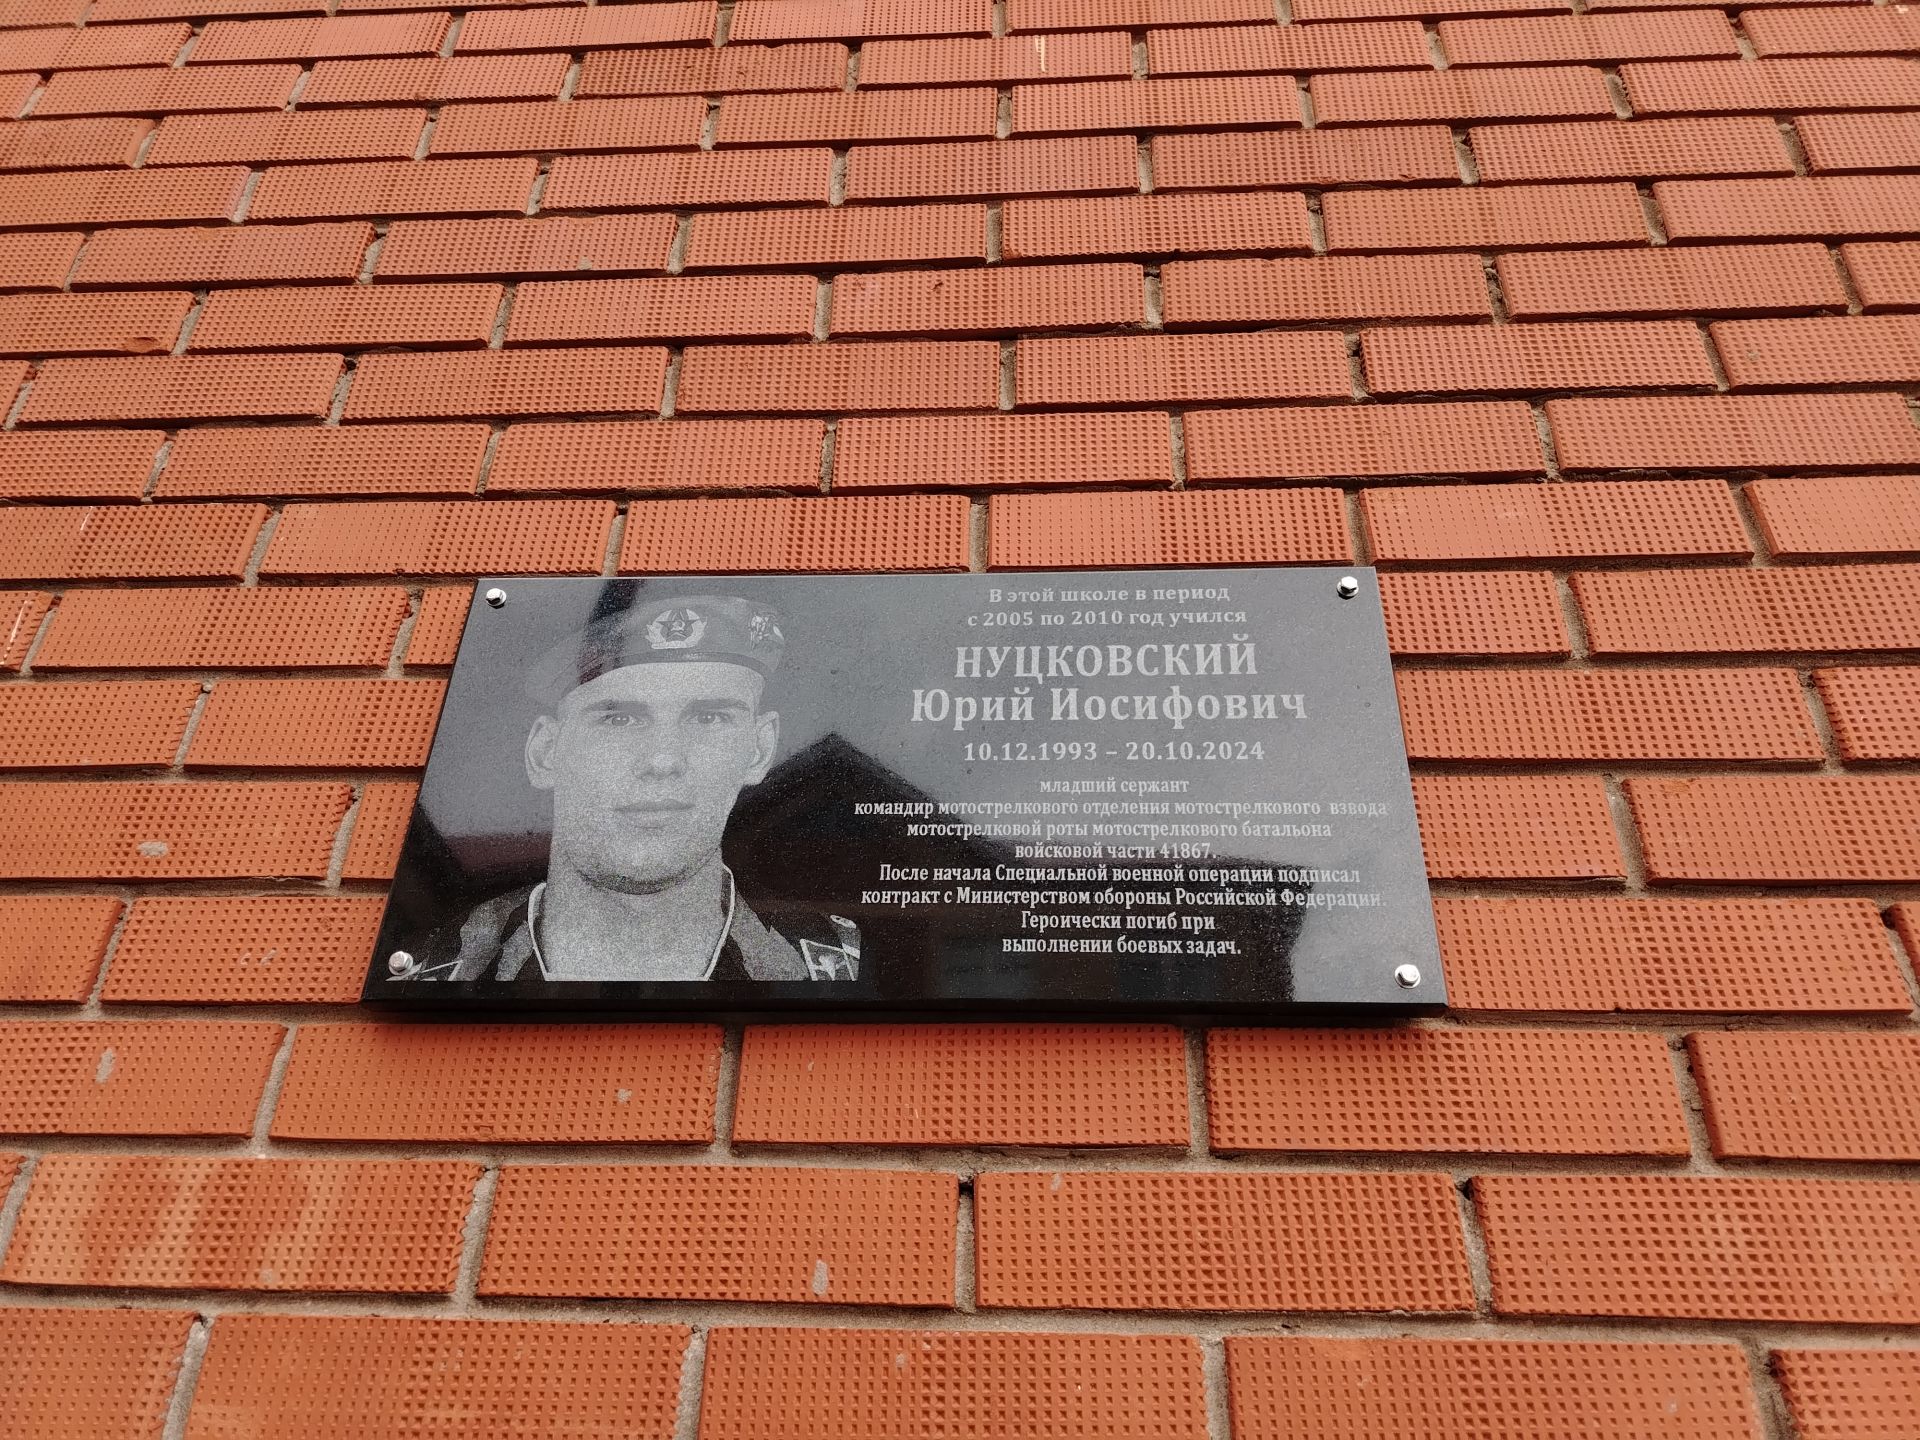 В этой школе в период
с 2005 по 2010 год учился
НУЦКОВСКИЙ
Юрий Иосифович
10.12.1993 – 20.10.2024
младший сержант
командир мотострелкового отделения мотострелкового взвода
мотострелковой роты мотострелкового батальона
войсковой части 41867.
После начала Специальной военной операции подписал
контракт с Министерством обороны Российской Федерации.
Героически погиб при
выполнении боевых задач.